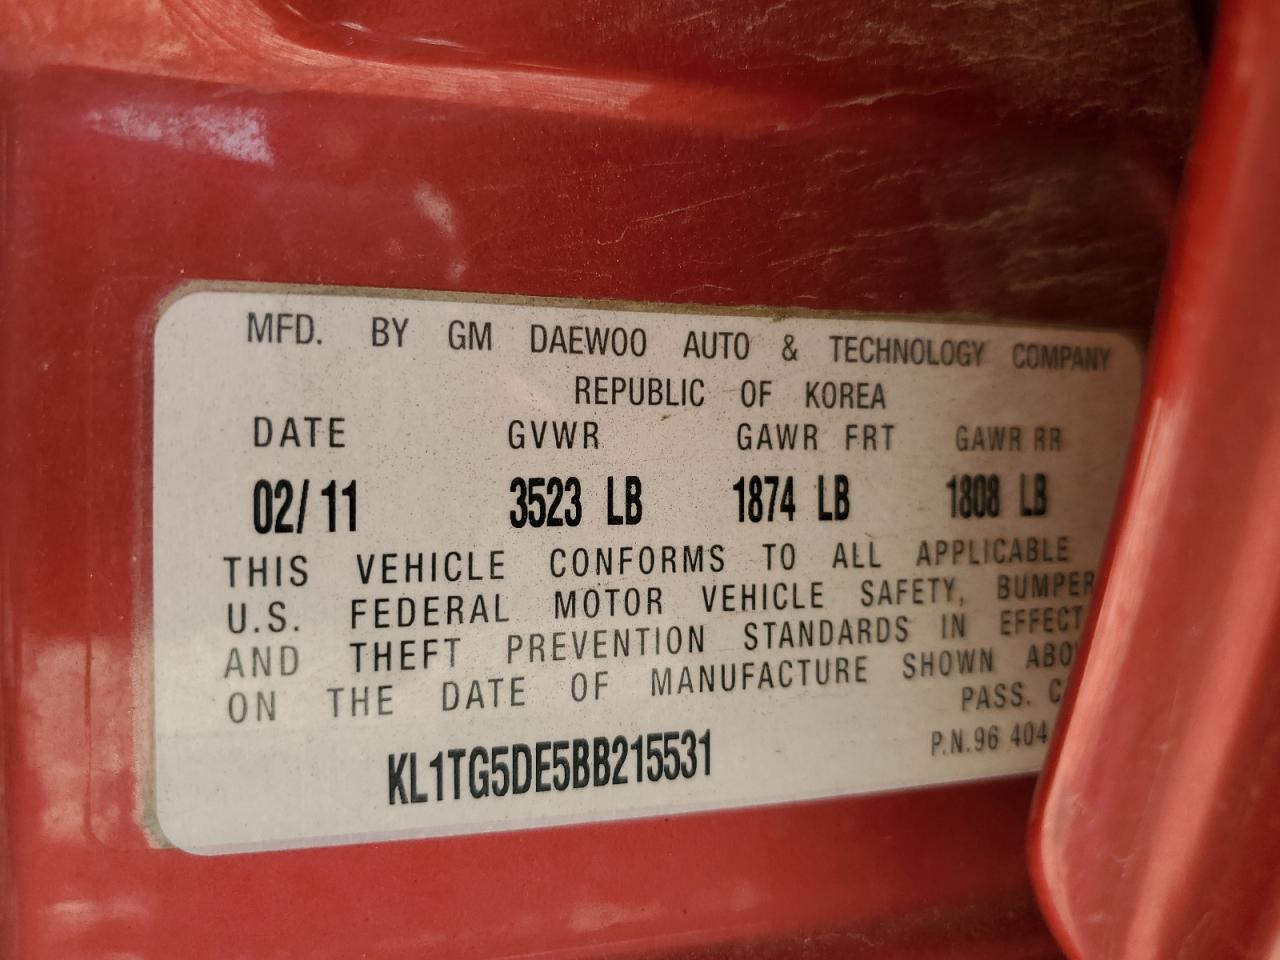 MFD. BY GM DAEWOO AUTO & TECHNOLOGY COMPANY
REPUBLIC OF KOREA
DATE GVWR GAWR FRT GAWR RR
02/11 3523 LB 1874 LB 1808 LB
THIS VEHICLE CONFORMS TO ALL APPLICABLE
U.S. FEDERAL MOTOR VEHICLE SAFETY, BUMPER
AND THEFT PREVENTION STANDARDS IN EFFECT
ON THE DATE OF MANUFACTURE SHOWN
PASS.
KL1TG5DE5BB215531
P.N.96 404